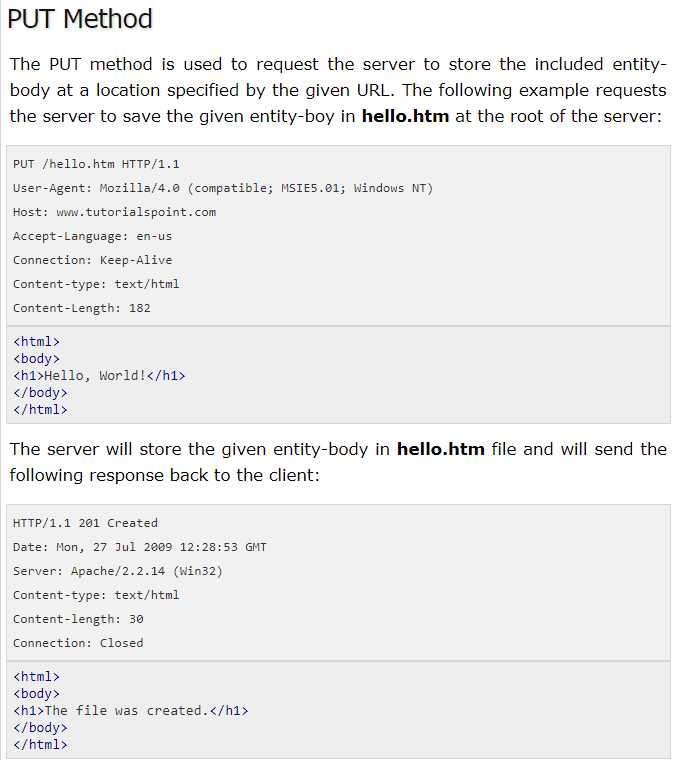 PUT Method
The PUT method is used to request the server to store the included entity-
body at a location specified by the given URL. The following example requests
the server to save the given entity-boy in hello.htm at the root of the server:
PUT /hello.htm HTTP/1.1
User-Agent: Mozilla/4.0 (compatible; MSIE5.01; Windows NT)
Host: www.tutorialspoint.com
Accept-Language: en-us
Connection: Keep-Alive
Content-type: text/html
Content-Length: 182
<html>
<body>
<h1>Hello, World!</h1>
</body>
</html>
The server will store the given entity-body in hello.htm file and will send the
following response back to the client:
HTTP/1.1 201 Created
Date: Mon, 27 Jul 2009 12:28:53 GMT
Server: Apache/2.2.14 (Win32)
Content-type: text/html
Content-length: 30
Connection: Closed
<html>
<body>
<h1>The file was created.</h1>
</body>
</html>